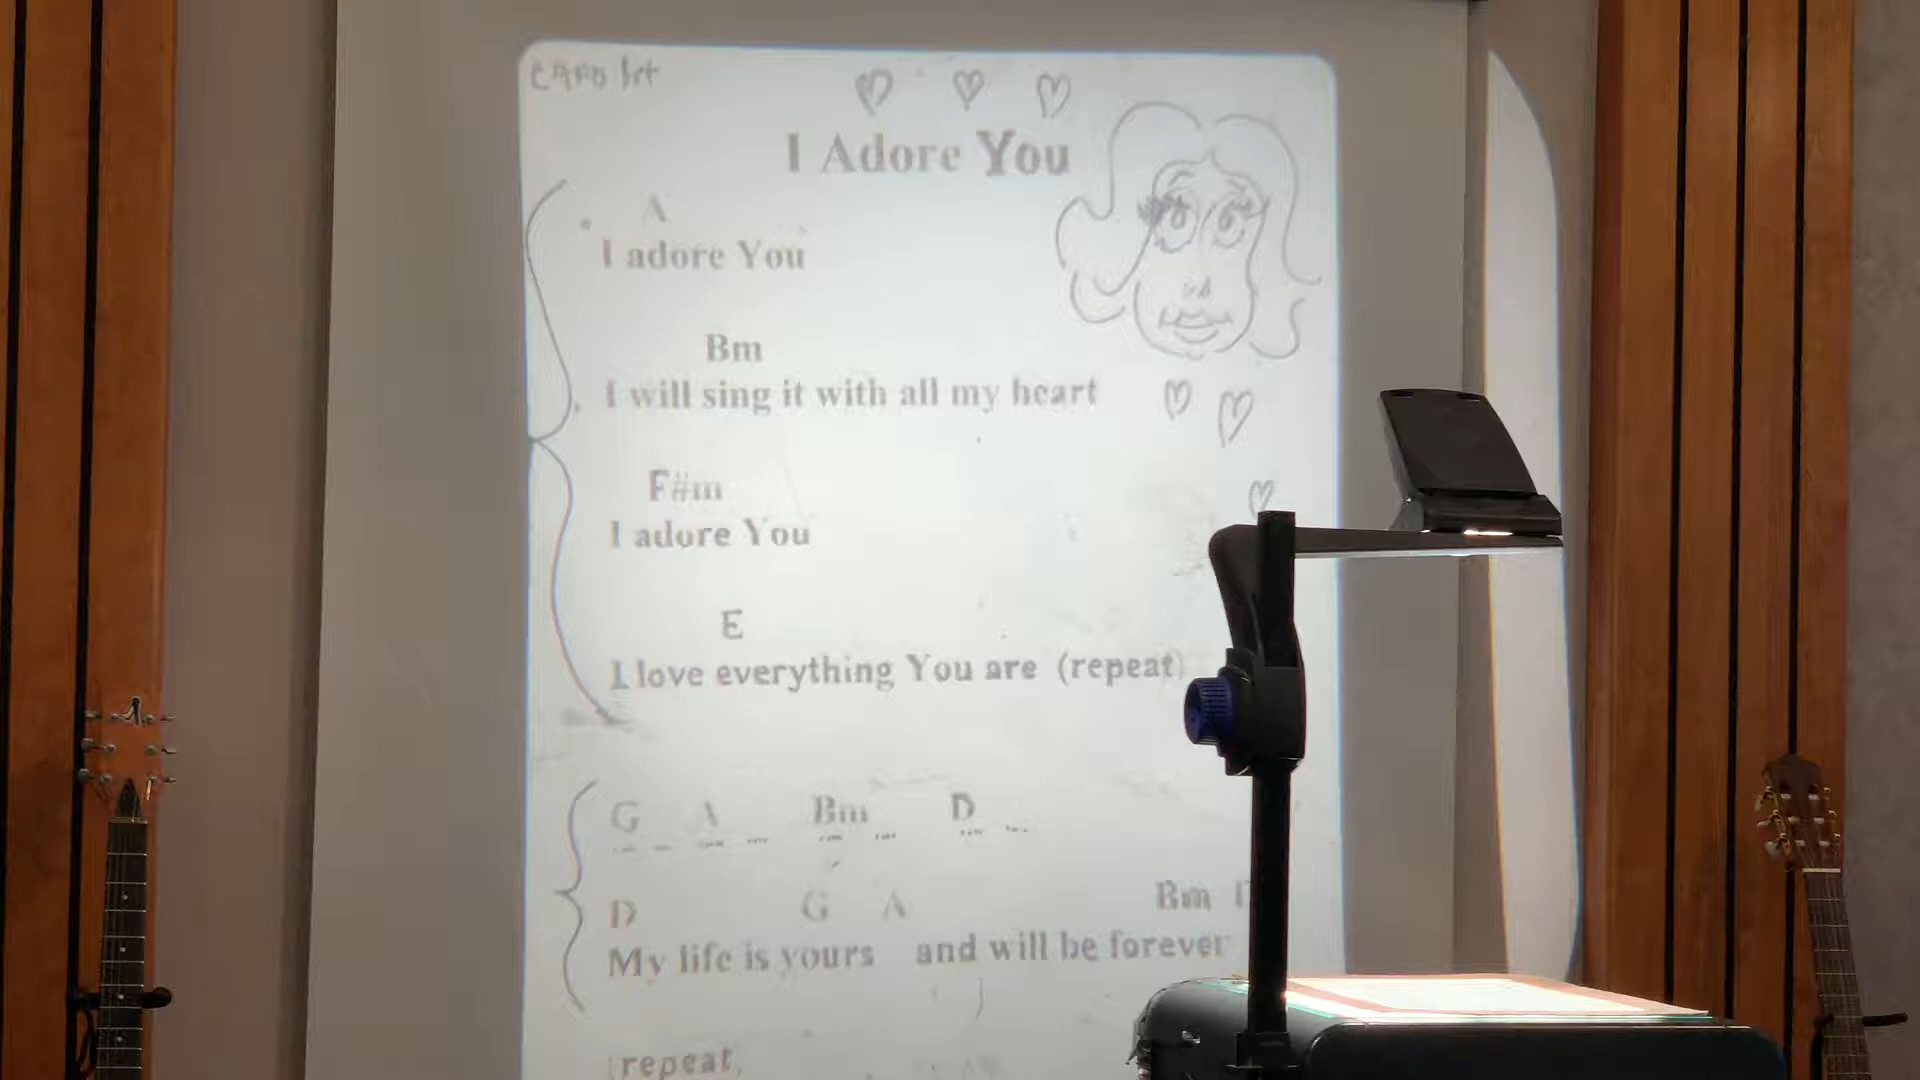 CAPO 1st
I Adore You
A
I adore You
Bm
I will sing it with all my heart
F#m
I adore You
E
I love everything You are (repeat)
G A Bm D
D G A Bm
My life is yours and will be forever
(repeat,